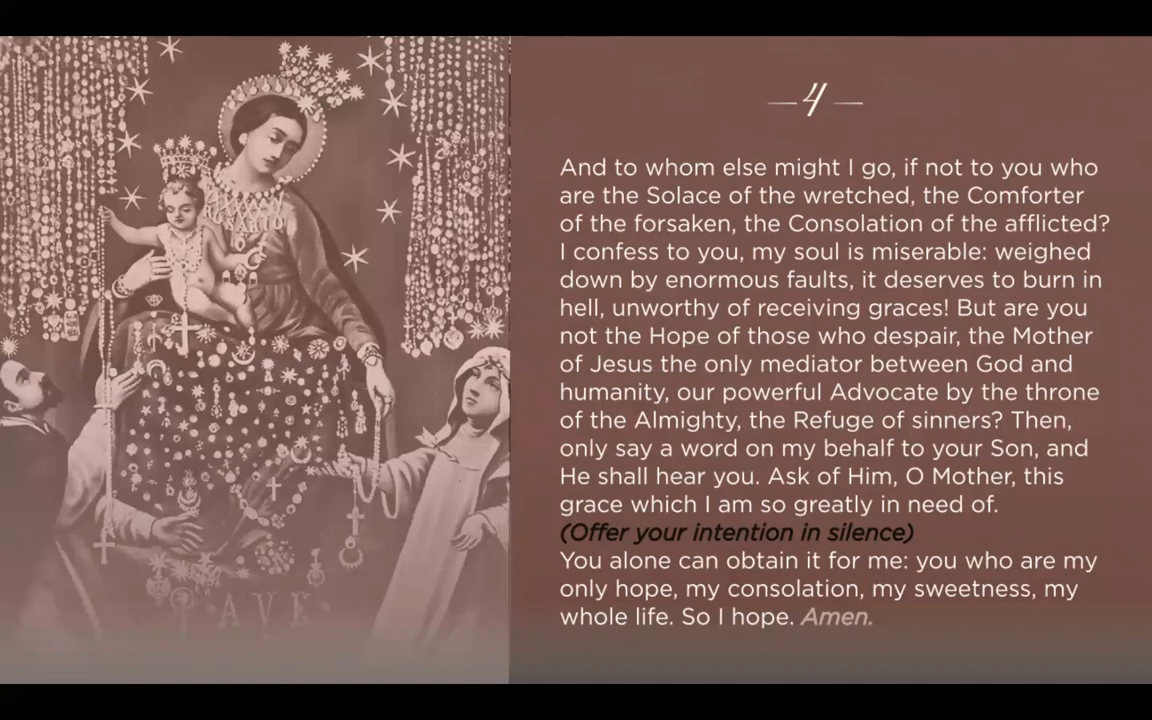 —4—
And to whom else might I go, if not to you who
are the Solace of the wretched, the Comforter
of the forsaken, the Consolation of the afflicted?
I confess to you, my soul is miserable: weighed
down by enormous faults, it deserves to burn in
hell, unworthy of receiving graces! But are you
not the Hope of those who despair, the Mother
of Jesus the only mediator between God and
humanity, our powerful Advocate by the throne
of the Almighty, the Refuge of sinners? Then,
only say a word on my behalf to your Son, and
He shall hear you. Ask of Him, O Mother, this
grace which I am so greatly in need of.
(Offer your intention in silence)
You alone can obtain it for me: you who are my
only hope, my consolation, my sweetness, my
whole life. So I hope. Amen.
AVE